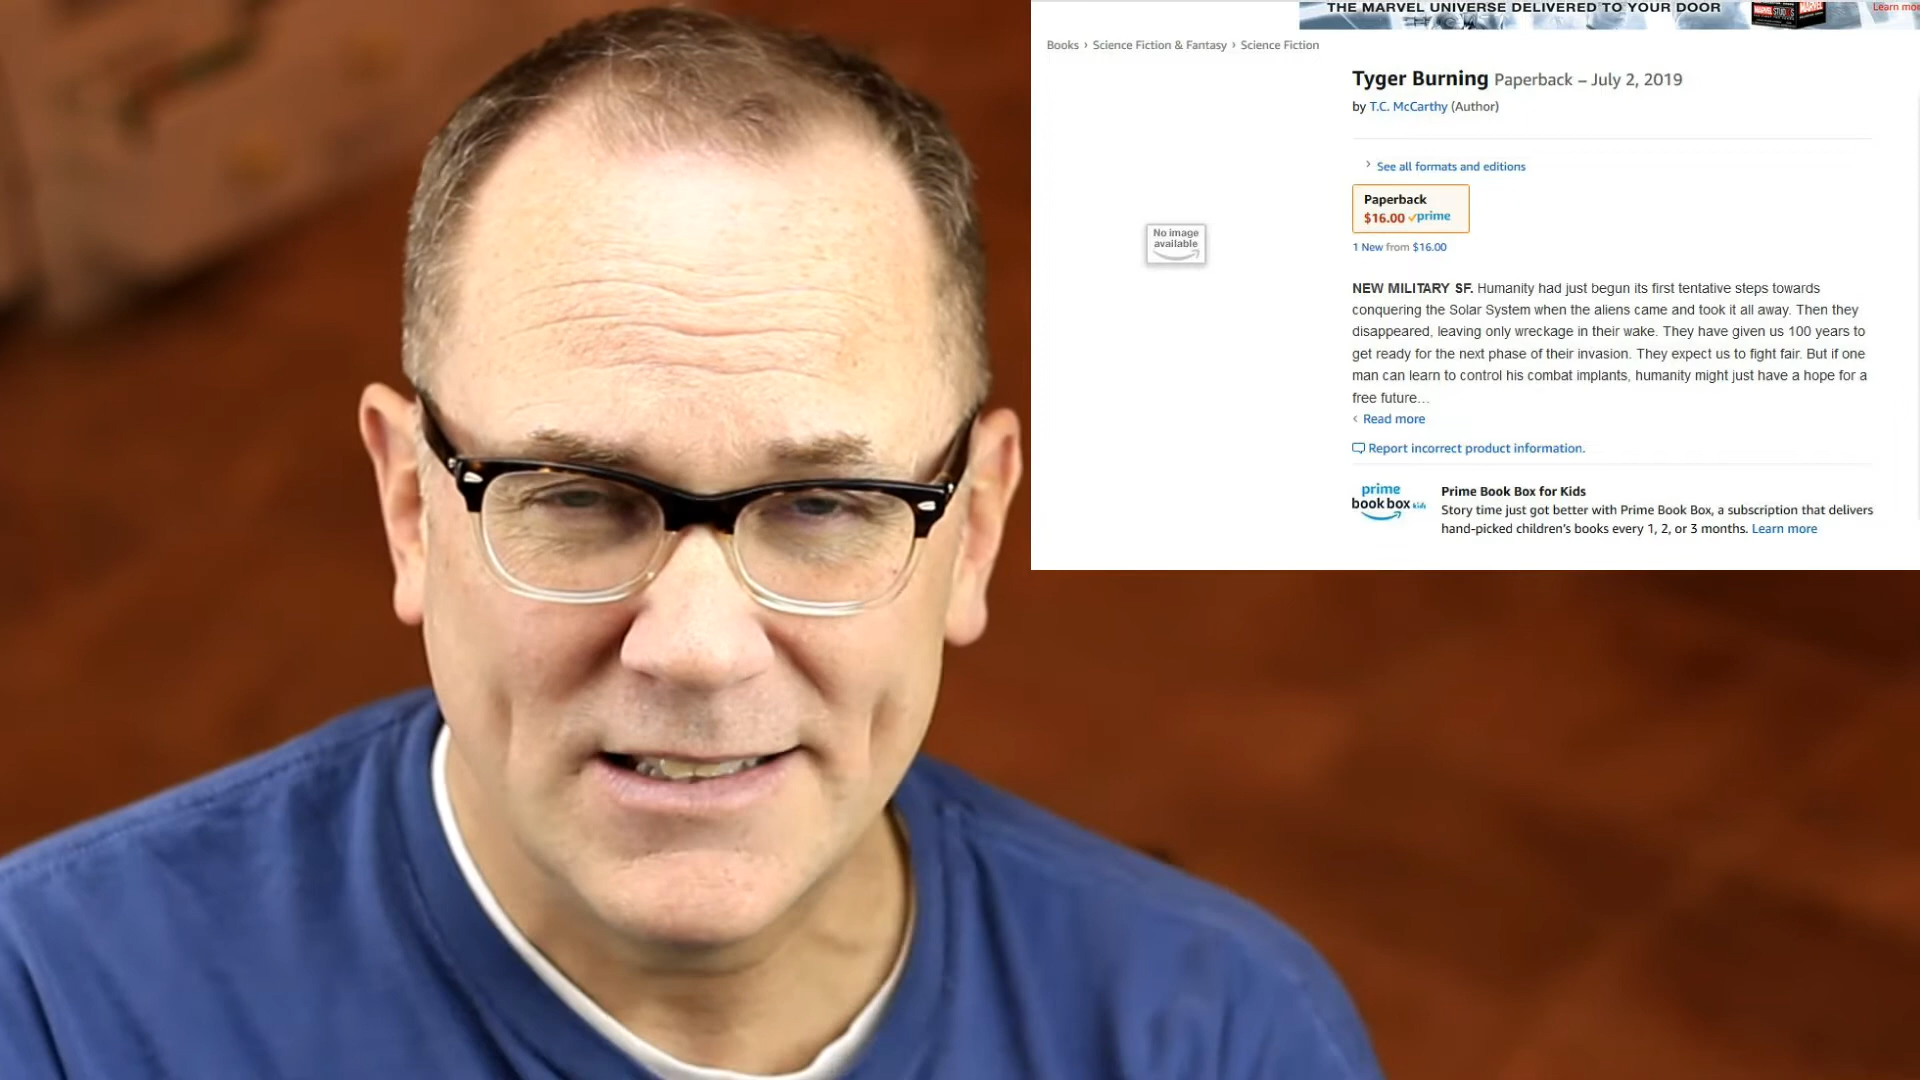 THE MARVEL UNIVERSE DELIVERED TO YOUR DOOR
Learn
Books › Science Fiction & Fantasy › Science Fiction
Tyger Burning Paperback – July 2, 2019
by T.C. McCarthy (Author)
› See all formats and editions
Paperback
$16.00 ✓prime
1 New from $16.00
No image
available
NEW MILITARY SF. Humanity had just begun its first tentative steps towards
conquering the Solar System when the aliens came and took it all away. Then they
disappeared, leaving only wreckage in their wake. They have given us 100 years to
get ready for the next phase of their invasion. They expect us to fight fair. But if one
man can learn to control his combat implants, humanity might just have a hope for a
free future…
‹ Read more
Report incorrect product information.
prime
book box kids
Prime Book Box for Kids
Story time just got better with Prime Book Box, a subscription that delivers
hand-picked children's books every 1, 2, or 3 months. Learn more